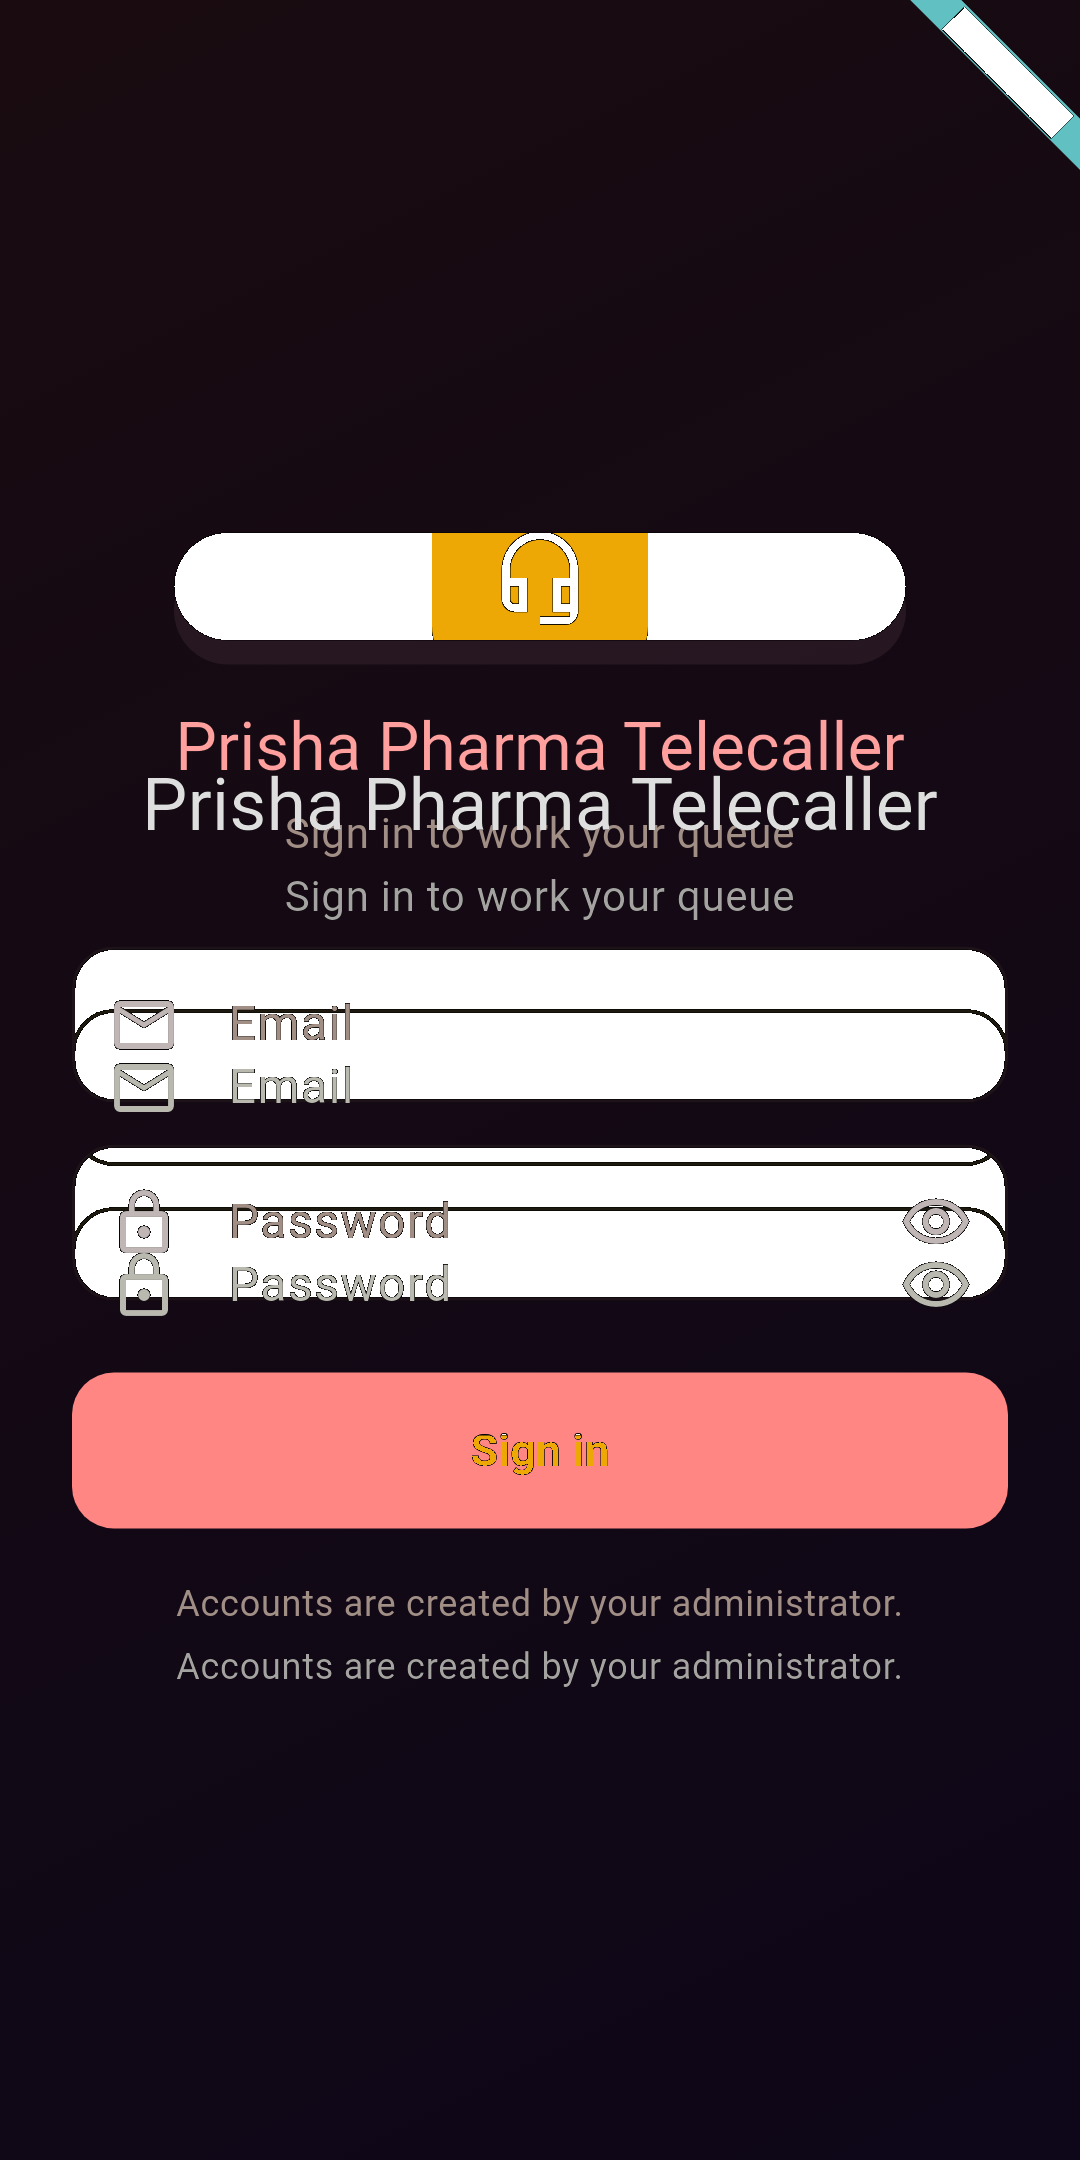 Prisha Pharma Telecaller
Prisha Pharma Telecaller
Sign in to work your queue
Sign in to work your queue
Email
Email
Password
Password
Sign in
Accounts are created by your administrator.
Accounts are created by your administrator.